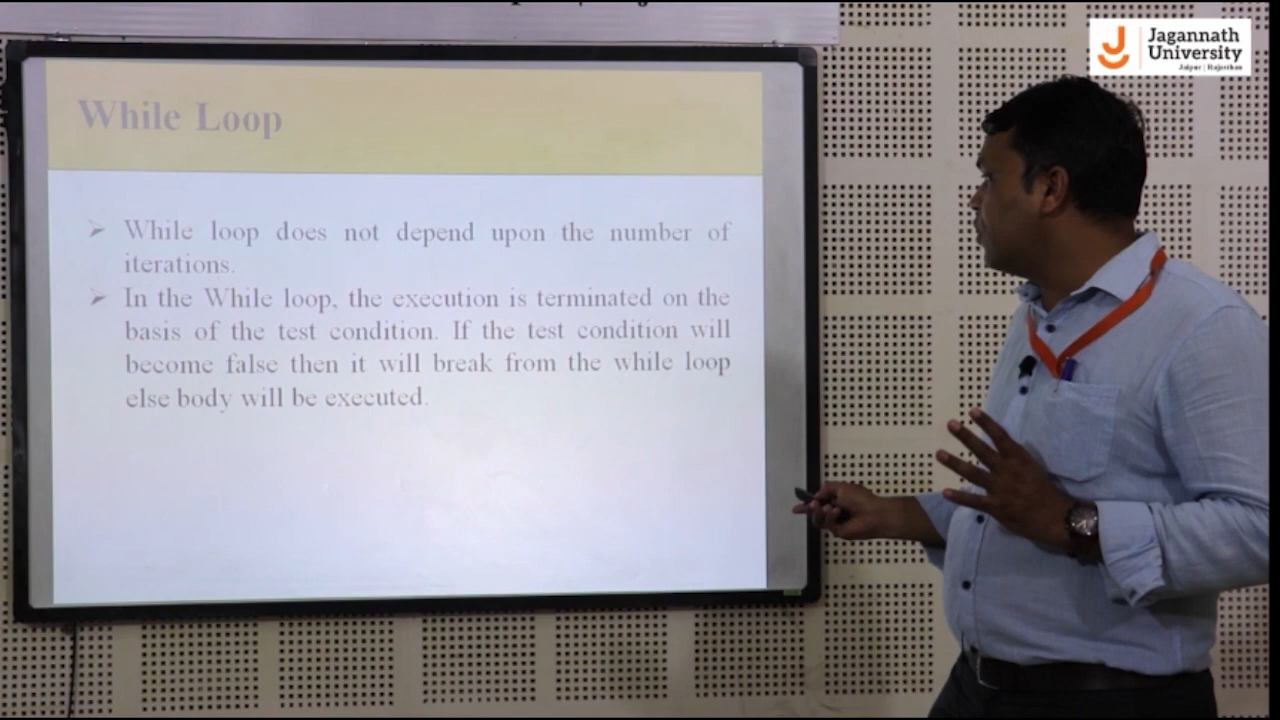 Jagannath
University
Jaipur | Rajasthan
While Loop
➢ While loop does not depend upon the number of
iterations.
➢ In the While loop, the execution is terminated on the
basis of the test condition. If the test condition will
become false then it will break from the while loop
else body will be executed.